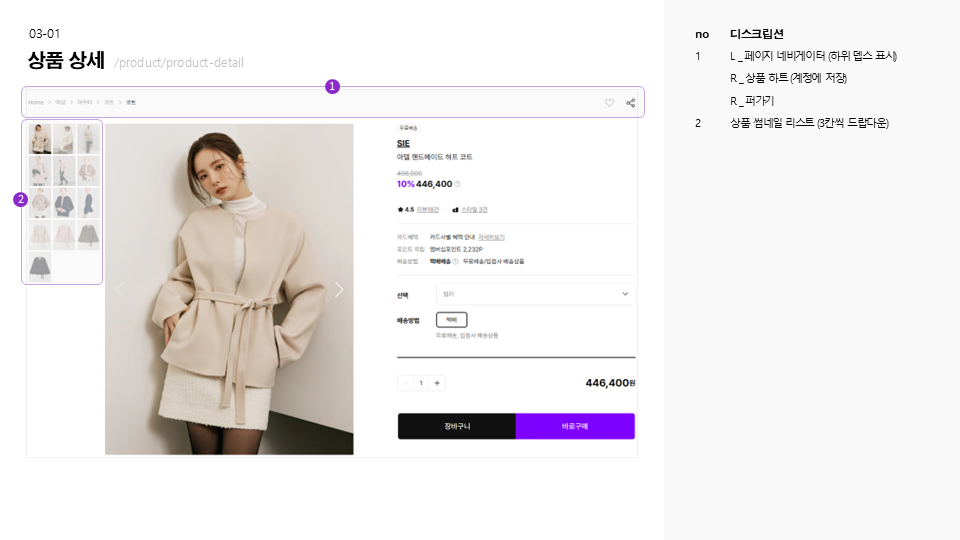 03-01
상품 상세 /product/product-detail
1
Home > 여성 > 아우터 > 코트 > 코트
2
무료배송
SIE
아델 핸드메이드 하프 코트
496,000
10% 446,400
★ 4.5 리뷰18건 스타일 3건
카드혜택 카드사별 혜택 안내 자세히보기
포인트 적립 멤버십포인트 2,232P
배송방법 택배배송 무료배송/입점사 배송상품
선택 컬러
배송방법 택배
무료배송, 입점사 배송상품
- 1 +
446,400원
장바구니 바로구매
no 디스크립션
1 L _ 페이지 네비게이터 (하위 뎁스 표시)
R _ 상품 하트 (계정에 저장)
R _ 퍼가기
2 상품 썸네일 리스트 (3칸씩 드랍다운)